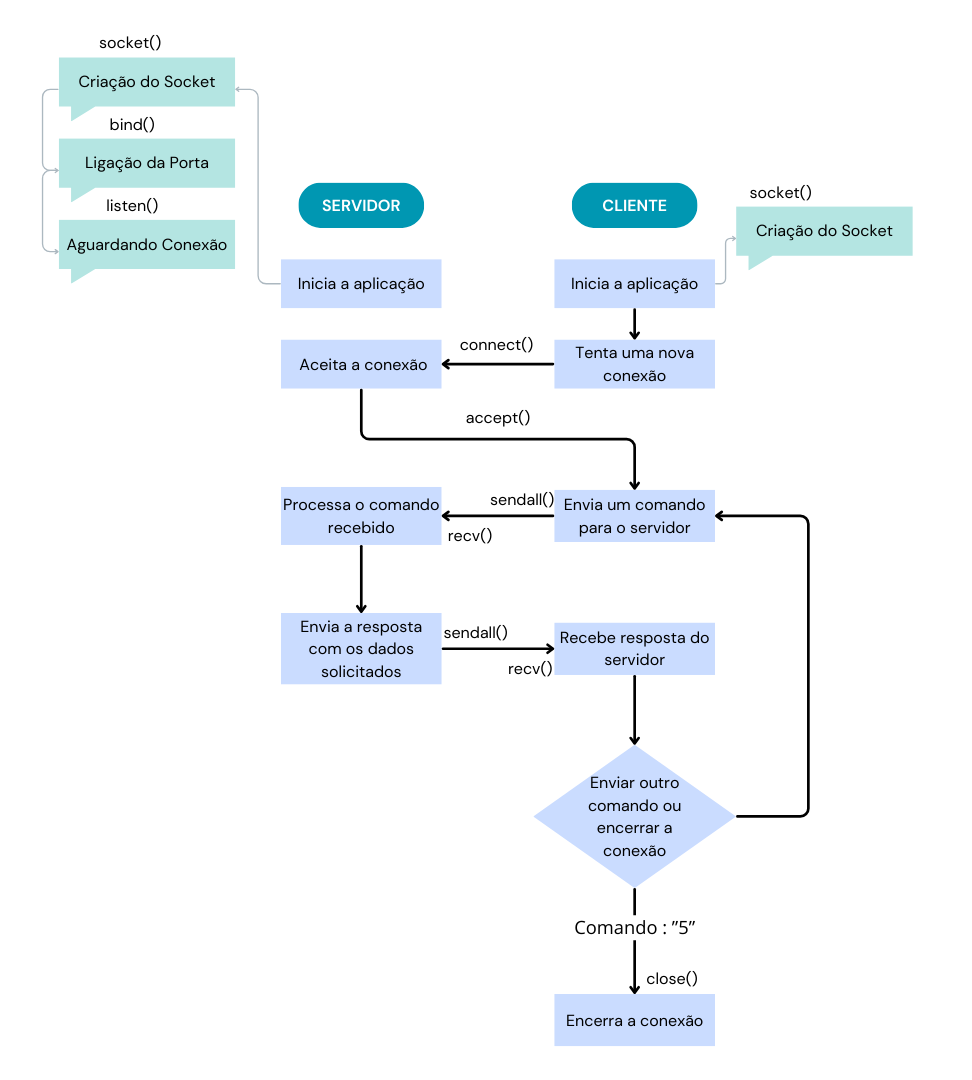 socket()
Criação do Socket
bind()
Ligação da Porta
listen()
Aguardando Conexão
SERVIDOR
CLIENTE
socket()
Criação do Socket
Inicia a aplicação
Inicia a aplicação
connect()
Aceita a conexão
Tenta uma nova
conexão
accept()
Processa o comando
recebido
sendall()
recv()
Envia um comando
para o servidor
Envia a resposta
com os dados
solicitados
sendall()
recv()
Recebe resposta do
servidor
Enviar outro
comando ou
encerrar a
conexão
Comando : ”5”
close()
Encerra a conexão